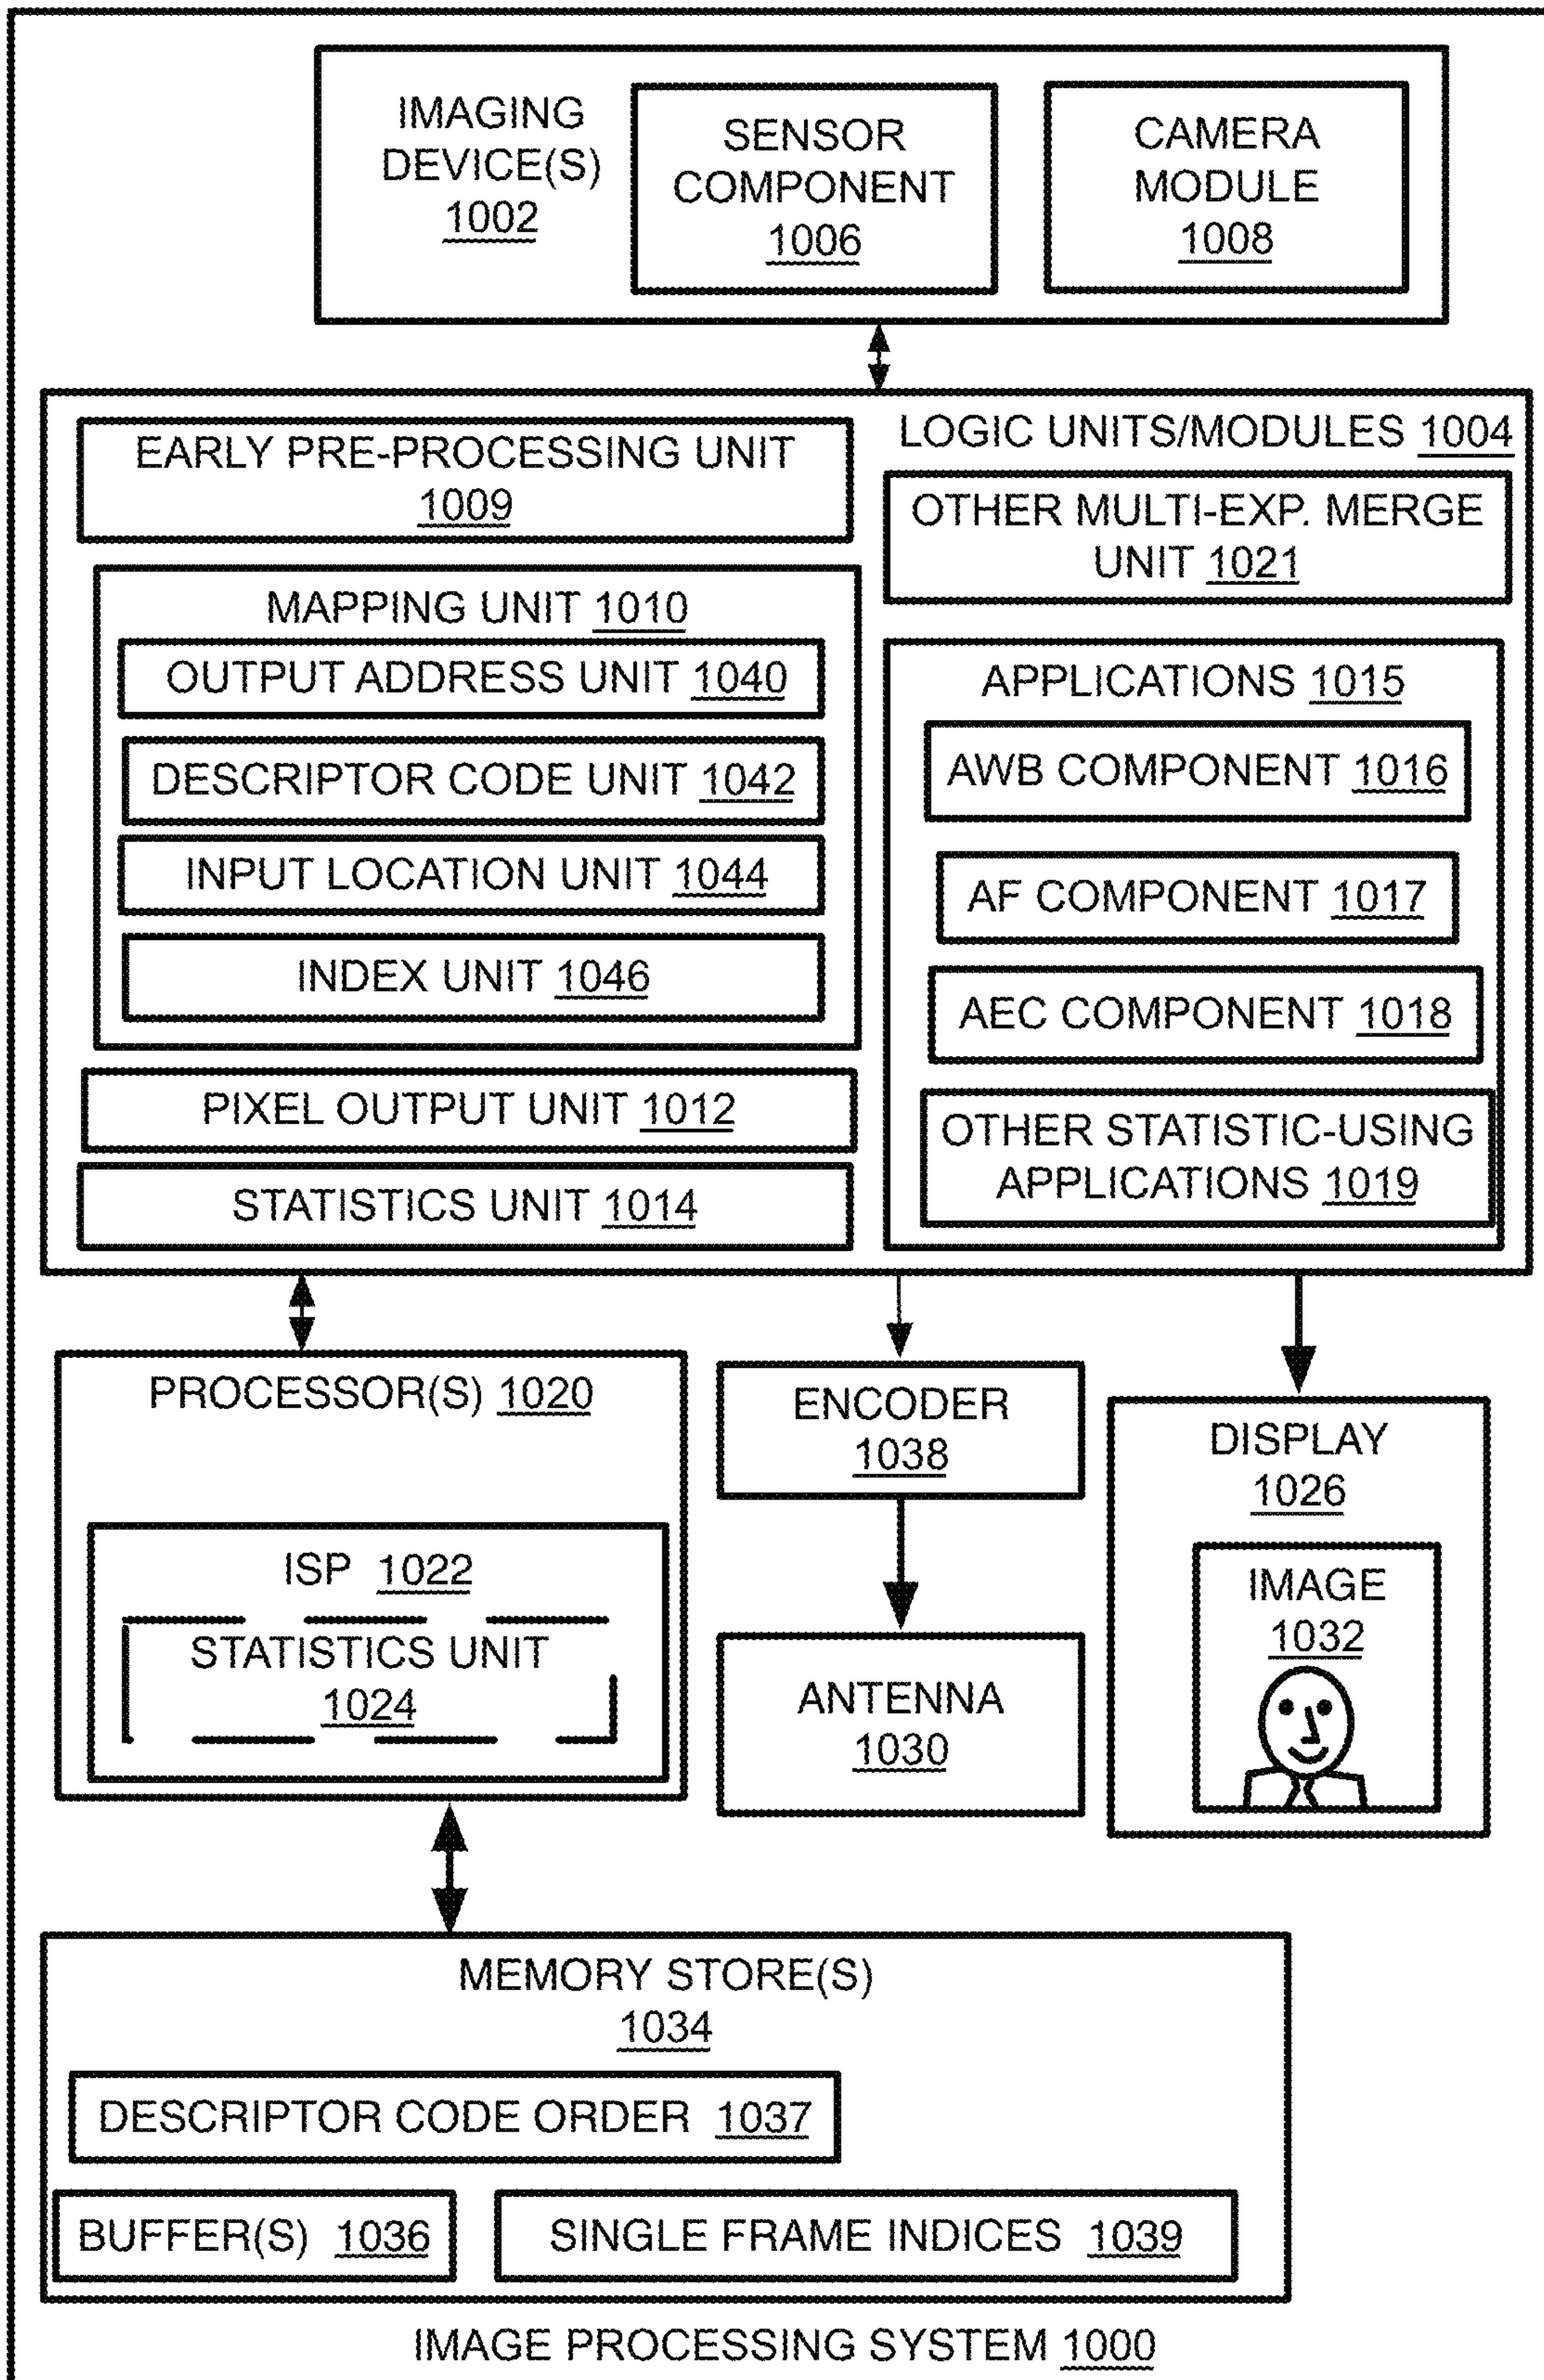 IMAGING
DEVICE(S)
1002
SENSOR
COMPONENT
1006
CAMERA
MODULE
1008
LOGIC UNITS/MODULES 1004
EARLY PRE-PROCESSING UNIT
1009
MAPPING UNIT 1010
OUTPUT ADDRESS UNIT 1040
DESCRIPTOR CODE UNIT 1042
INPUT LOCATION UNIT 1044
INDEX UNIT 1046
PIXEL OUTPUT UNIT 1012
STATISTICS UNIT 1014
OTHER MULTI-EXP. MERGE
UNIT 1021
APPLICATIONS 1015
AWB COMPONENT 1016
AF COMPONENT 1017
AEC COMPONENT 1018
OTHER STATISTIC-USING
APPLICATIONS 1019
PROCESSOR(S) 1020
ISP 1022
STATISTICS UNIT
1024
ENCODER
1038
ANTENNA
1030
DISPLAY
1026
IMAGE
1032
MEMORY STORE(S)
1034
DESCRIPTOR CODE ORDER 1037
BUFFER(S) 1036
SINGLE FRAME INDICES 1039
IMAGE PROCESSING SYSTEM 1000